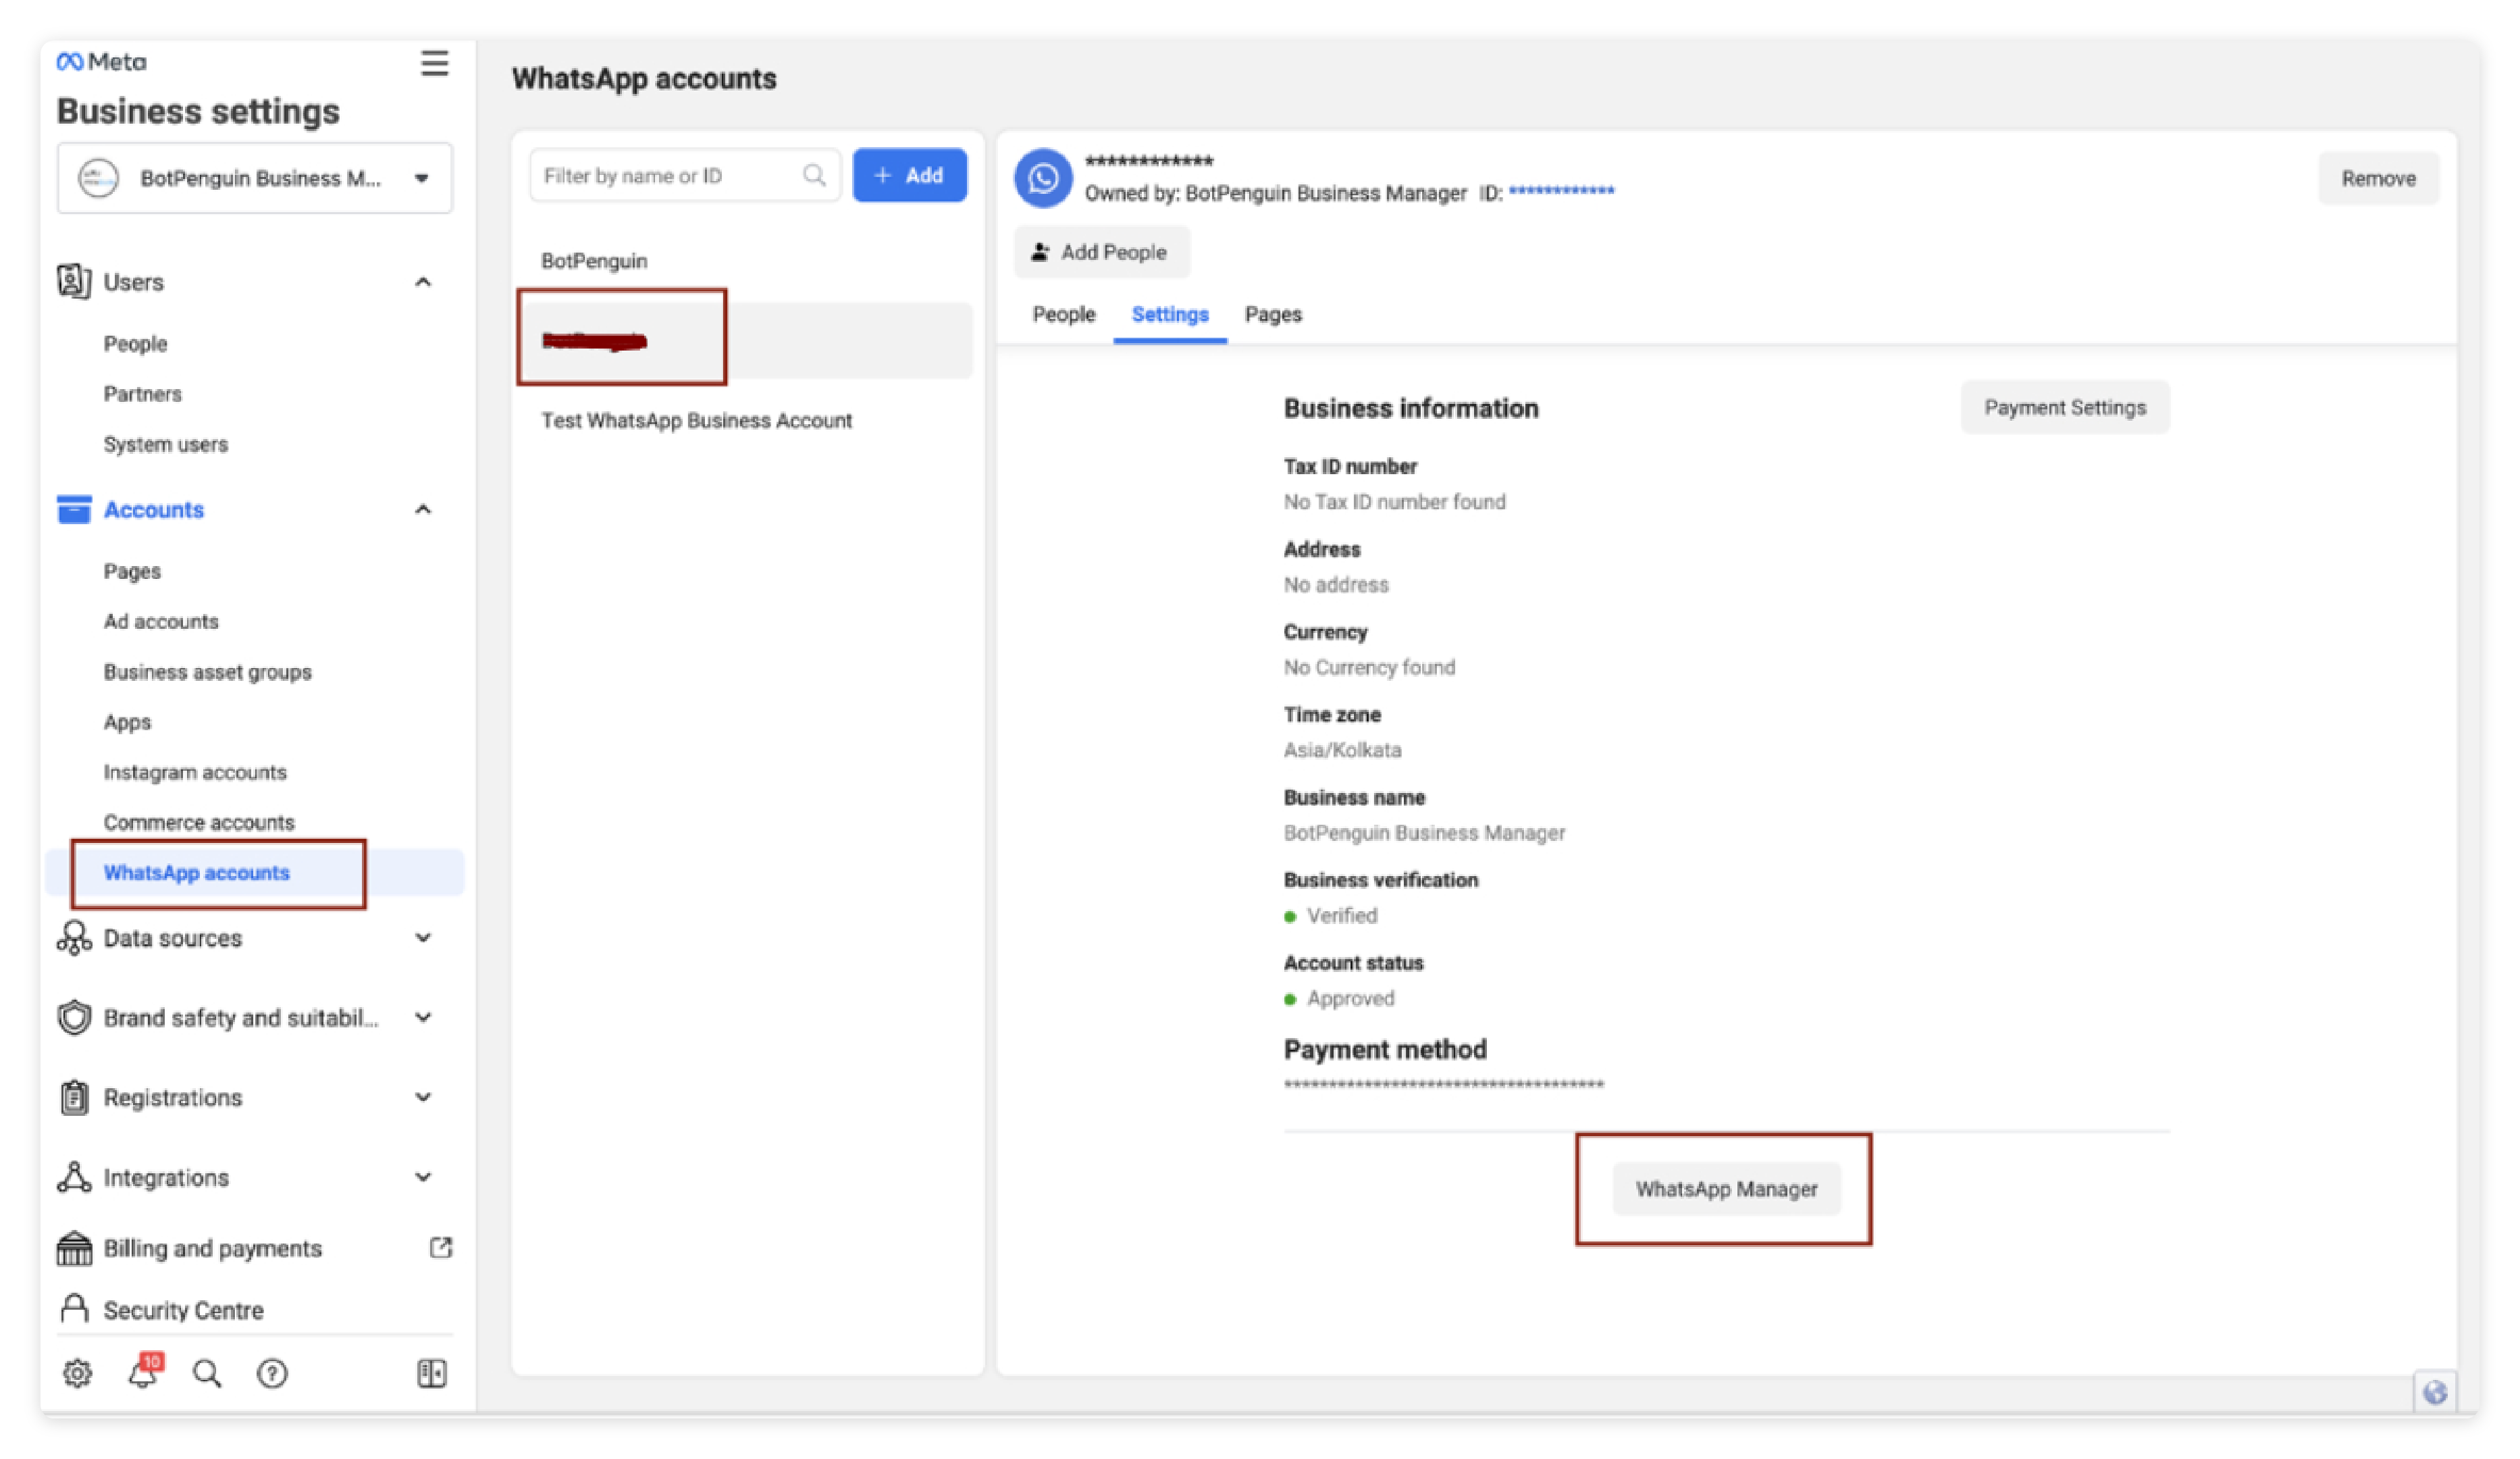 Meta
Business settings
BotPenguin Business M...
Users
People
Partners
System users
Accounts
Pages
Ad accounts
Business asset groups
Apps
Instagram accounts
Commerce accounts
WhatsApp accounts
Data sources
Brand safety and suitabil...
Registrations
Integrations
Billing and payments
Security Centre
10
WhatsApp accounts
Filter by name or ID
+ Add
BotPenguin
Test WhatsApp Business Account
************
Owned by: BotPenguin Business Manager ID: ************
Remove
Add People
People Settings Pages
Business information
Payment Settings
Tax ID number
No Tax ID number found
Address
No address
Currency
No Currency found
Time zone
Asia/Kolkata
Business name
BotPenguin Business Manager
Business verification
Verified
Account status
Approved
Payment method
************************************
WhatsApp Manager